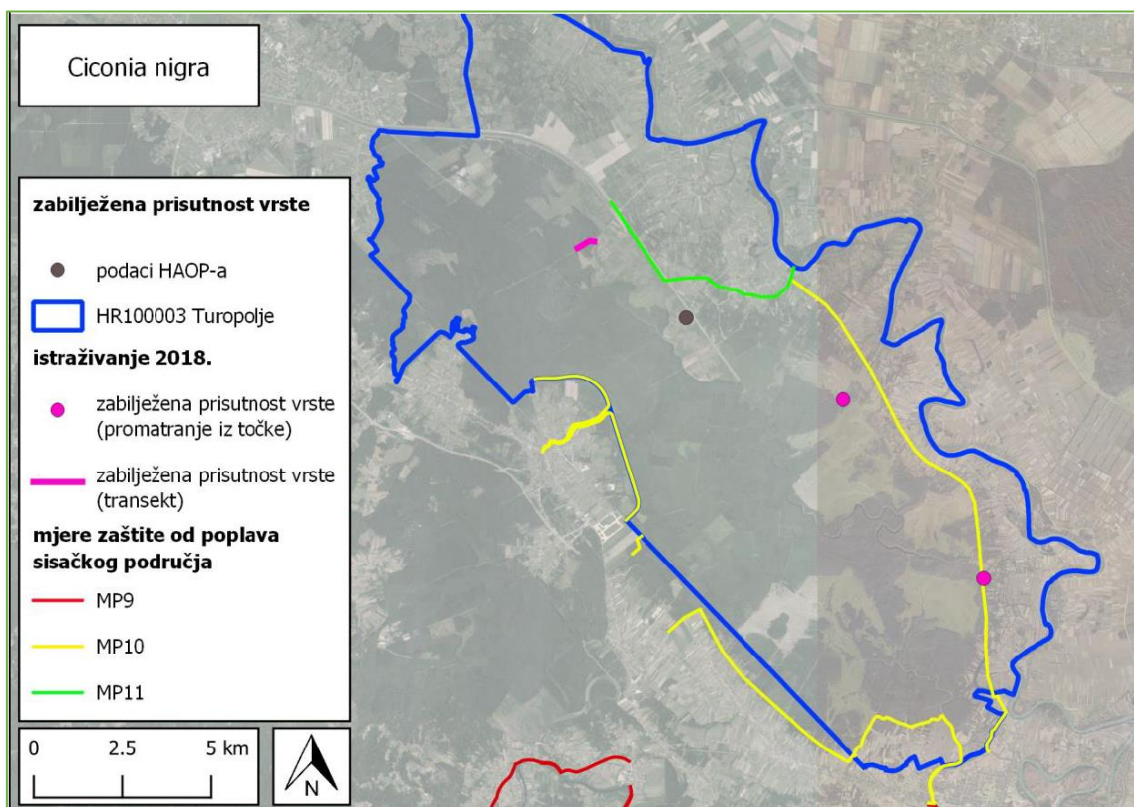 Ciconia nigra
zabilježena prisutnost vrste
podaci HAOP-a
HR100003 Turopolje
istraživanje 2018.
zabilježena prisutnost vrste
(promatranje iz točke)
zabilježena prisutnost vrste
(transekt)
mjere zaštite od poplava
sisačkog područja
MP9
MP10
MP11
0 2.5 5 km
N